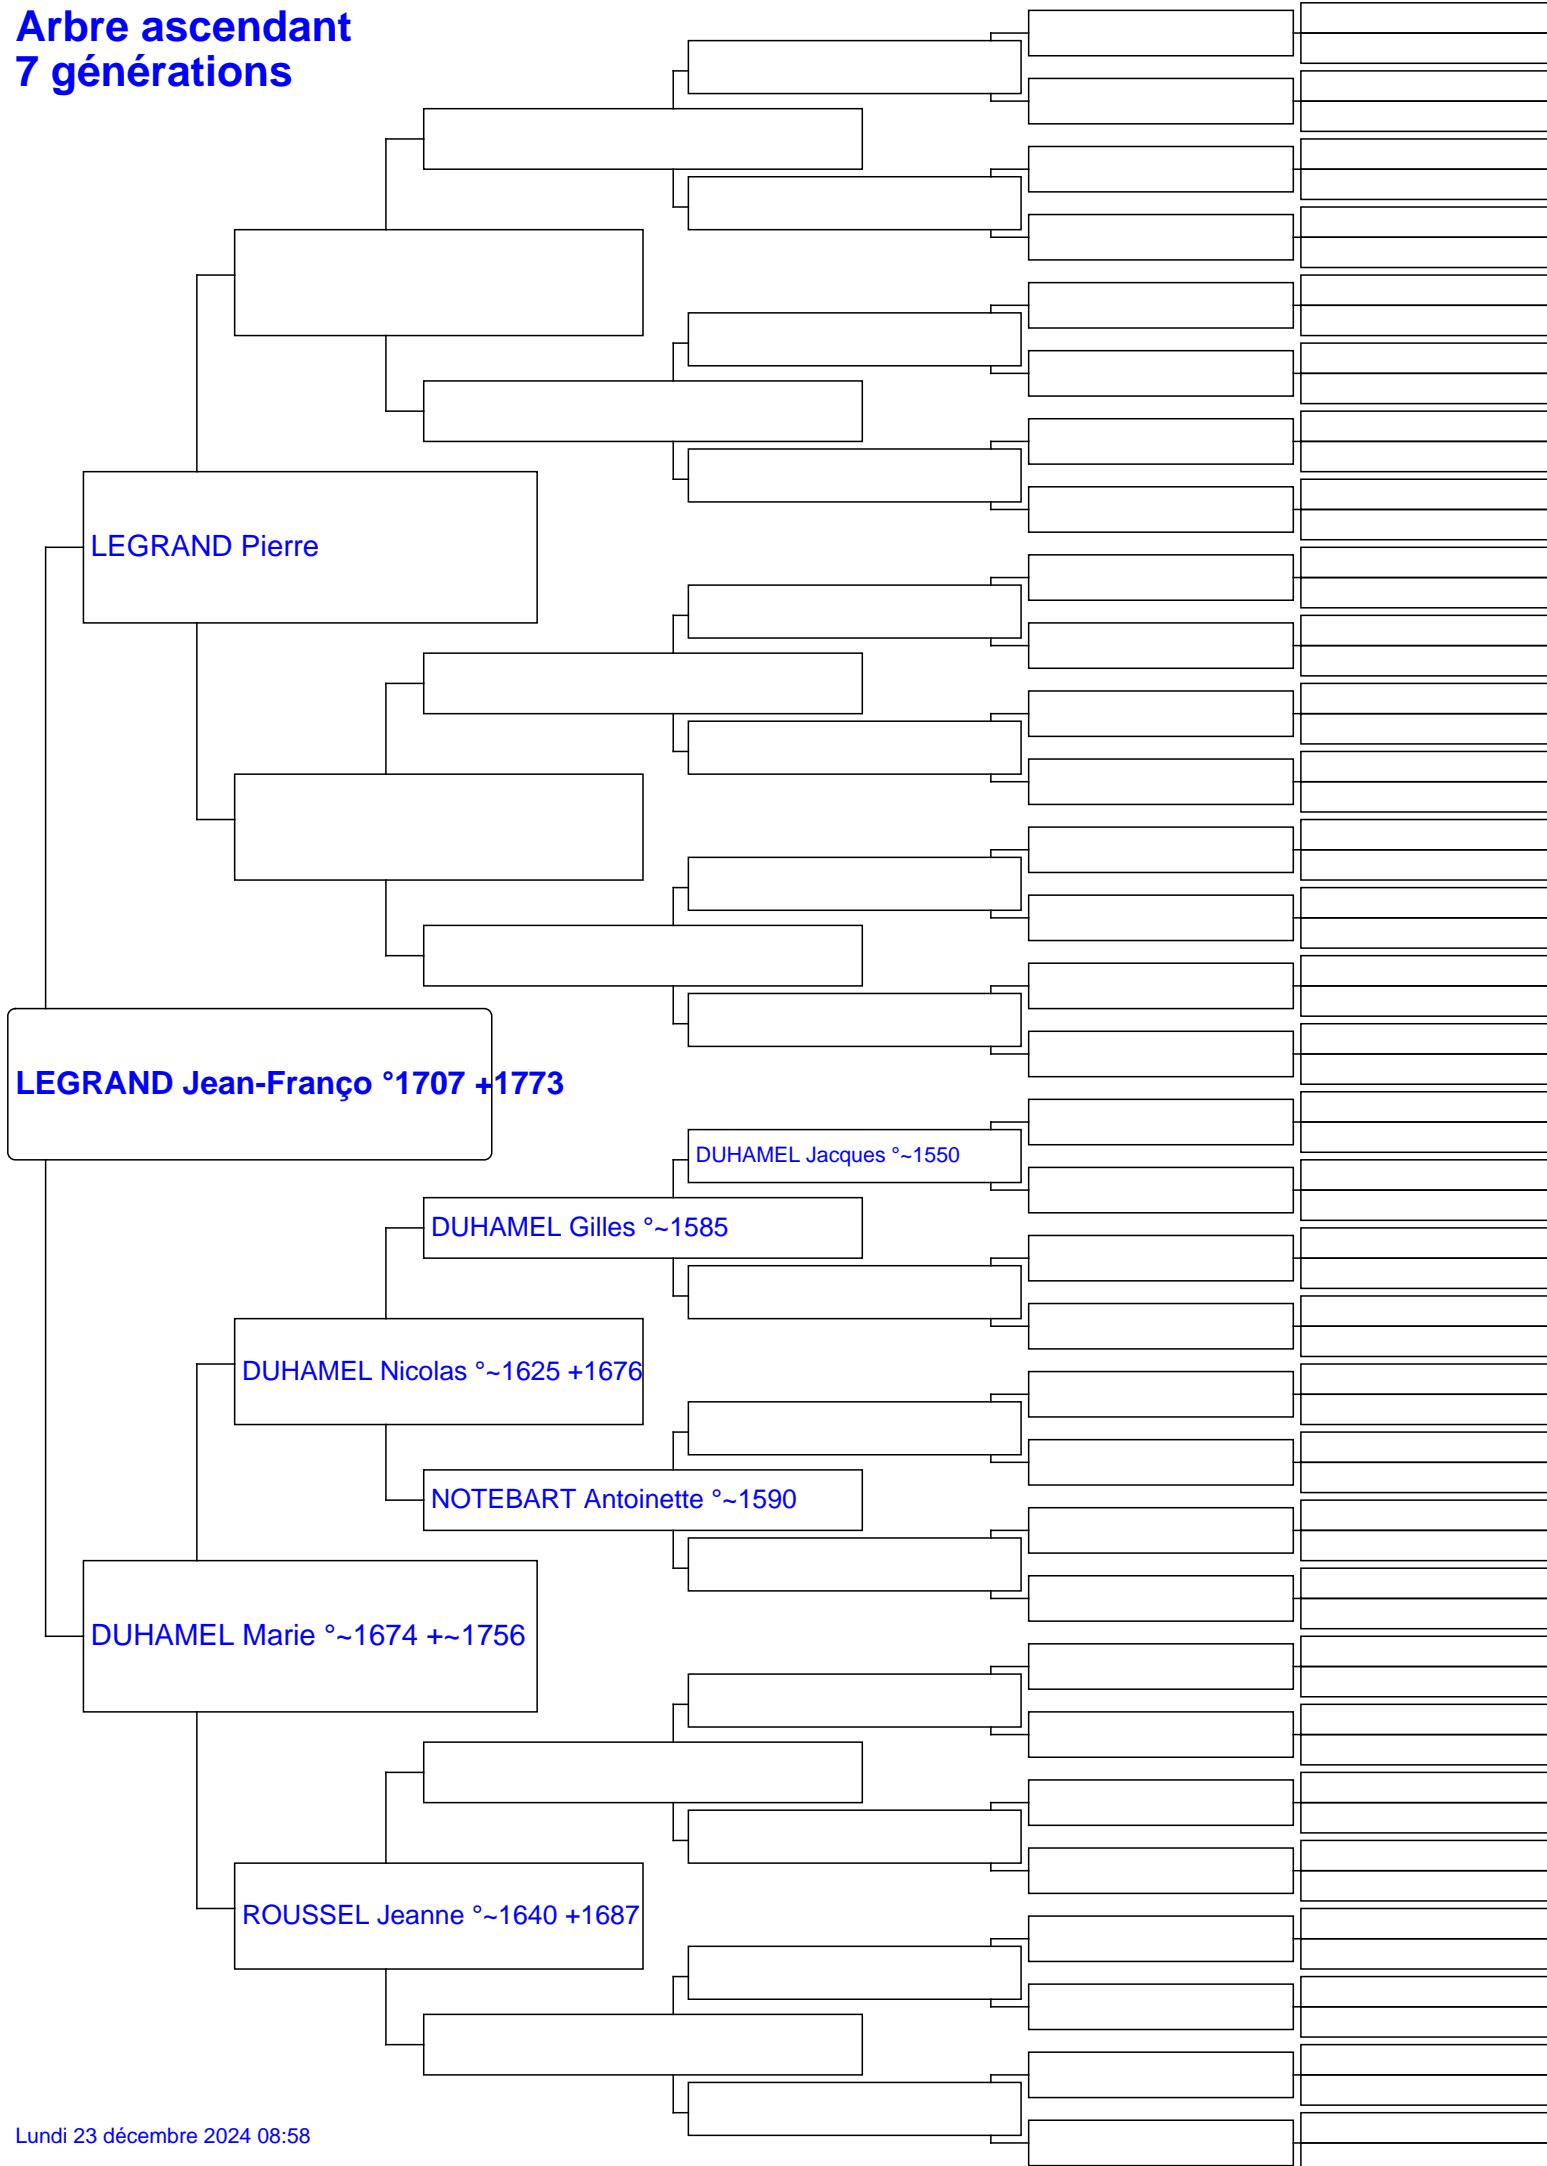 Arbre ascendant
7 générations
LEGRAND Pierre
LEGRAND Jean-Franço °1707 +1773
DUHAMEL Jacques °~1550
DUHAMEL Gilles °~1585
DUHAMEL Nicolas °~1625 +1676
NOTEBART Antoinette °~1590
DUHAMEL Marie °~1674 +~1756
ROUSSEL Jeanne °~1640 +1687
Lundi 23 décembre 2024 08:58